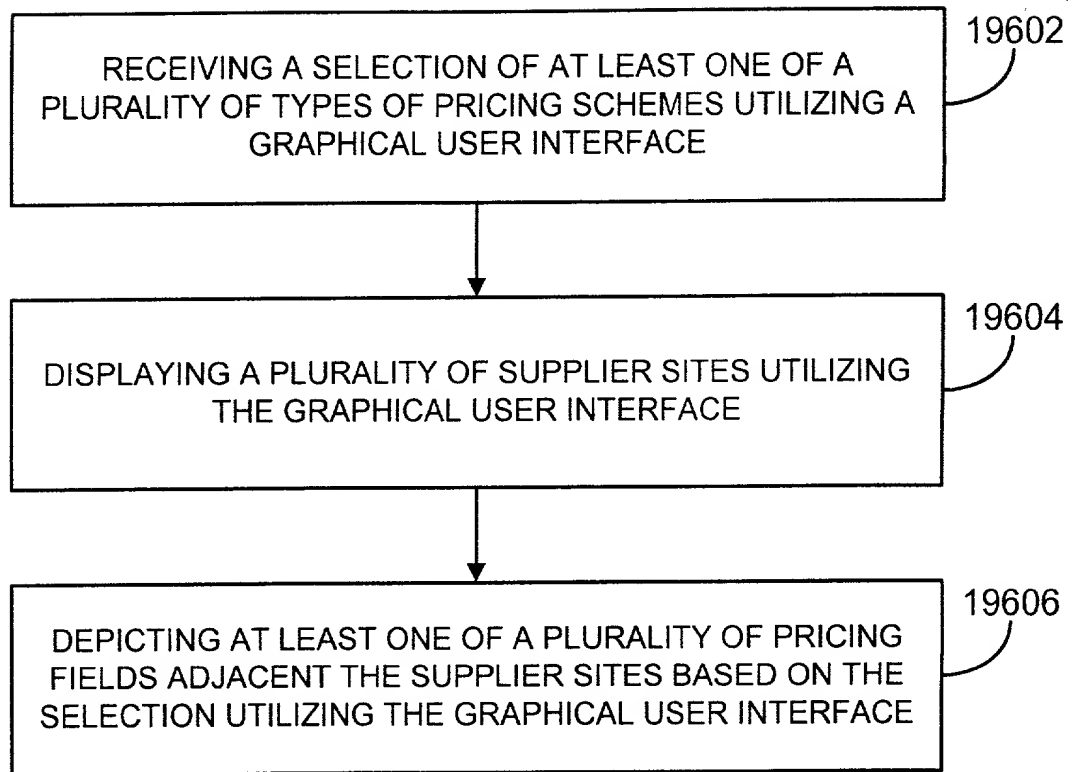 19602
RECEIVING A SELECTION OF AT LEAST ONE OF A
PLURALITY OF TYPES OF PRICING SCHEMES UTILIZING A
GRAPHICAL USER INTERFACE
19604
DISPLAYING A PLURALITY OF SUPPLIER SITES UTILIZING
THE GRAPHICAL USER INTERFACE
19606
DEPICTING AT LEAST ONE OF A PLURALITY OF PRICING
FIELDS ADJACENT THE SUPPLIER SITES BASED ON THE
SELECTION UTILIZING THE GRAPHICAL USER INTERFACE